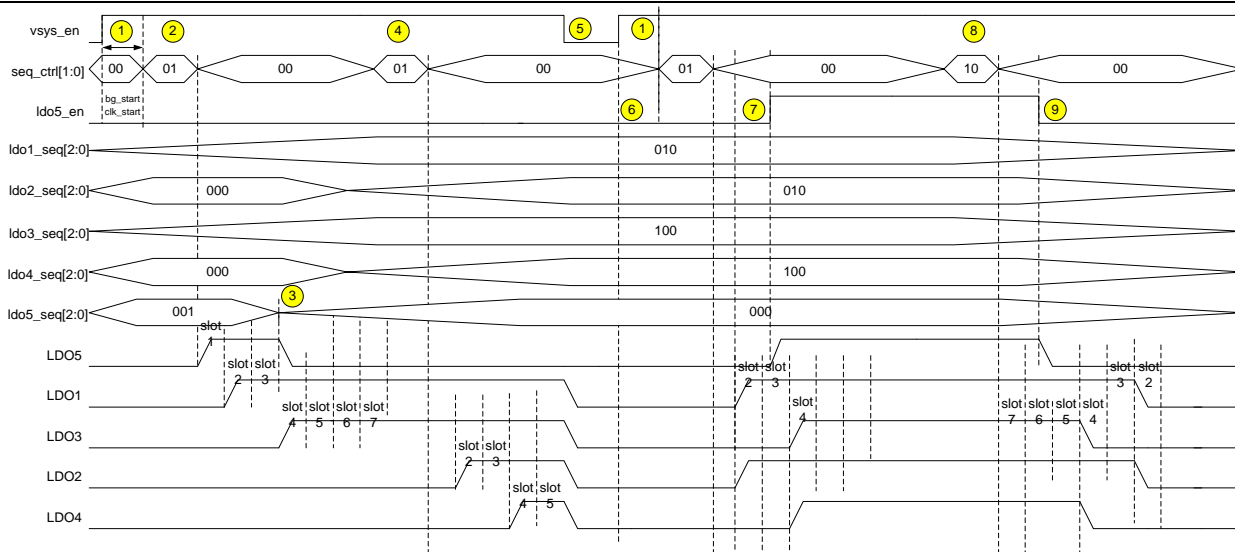 vsys_en 1 2 4 5 1 8
seq_ctrl[1:0] 00 01 00 01 00 01 00 10 00
bg_start
clk_start
ldo5_en 6 7 9
ldo1_seq[2:0] 010
ldo2_seq[2:0] 000 010
ldo3_seq[2:0] 100
ldo4_seq[2:0] 000 100
3
ldo5_seq[2:0] 001 000
slot
1
LDO5
slot slot slot slot slot slot
2 3 2 3 3 2
LDO1
slot slot slot slot slot slot slot slot slot
4 5 6 7 4 7 6 5 4
LDO3
slot slot
2 3
LDO2
slot slot
4 5
LDO4